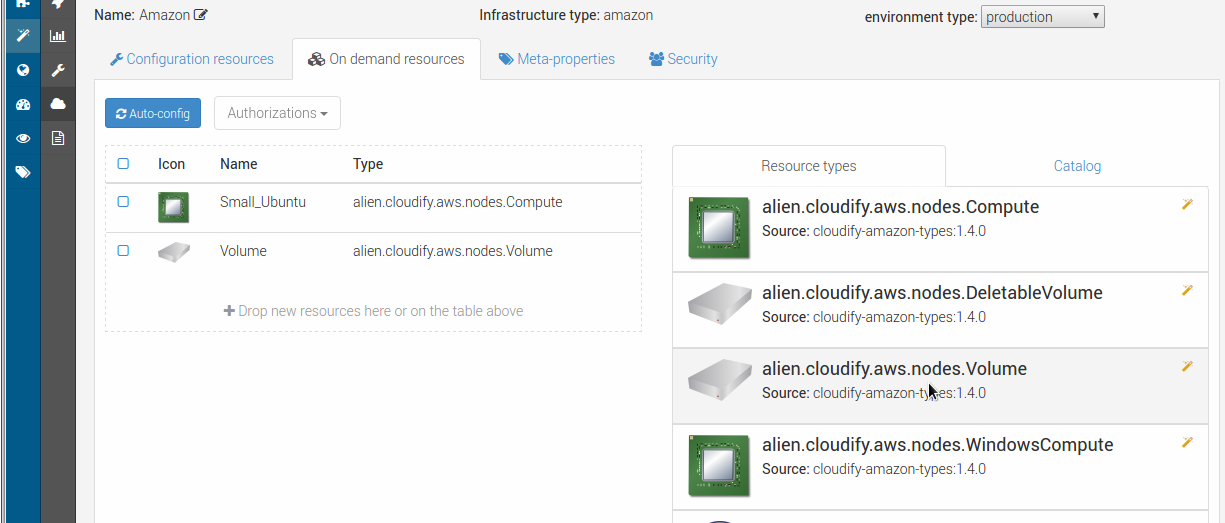 Name: Amazon
Infrastructure type: amazon
environment type: production
Configuration resources
On demand resources
Meta-properties
Security
Auto-config
Authorizations
Icon Name Type
Small_Ubuntu alien.cloudify.aws.nodes.Compute
Volume alien.cloudify.aws.nodes.Volume
Drop new resources here or on the table above
Resource types
Catalog
alien.cloudify.aws.nodes.Compute
Source: cloudify-amazon-types:1.4.0
alien.cloudify.aws.nodes.DeletableVolume
Source: cloudify-amazon-types:1.4.0
alien.cloudify.aws.nodes.Volume
Source: cloudify-amazon-types:1.4.0
alien.cloudify.aws.nodes.WindowsCompute
Source: cloudify-amazon-types:1.4.0